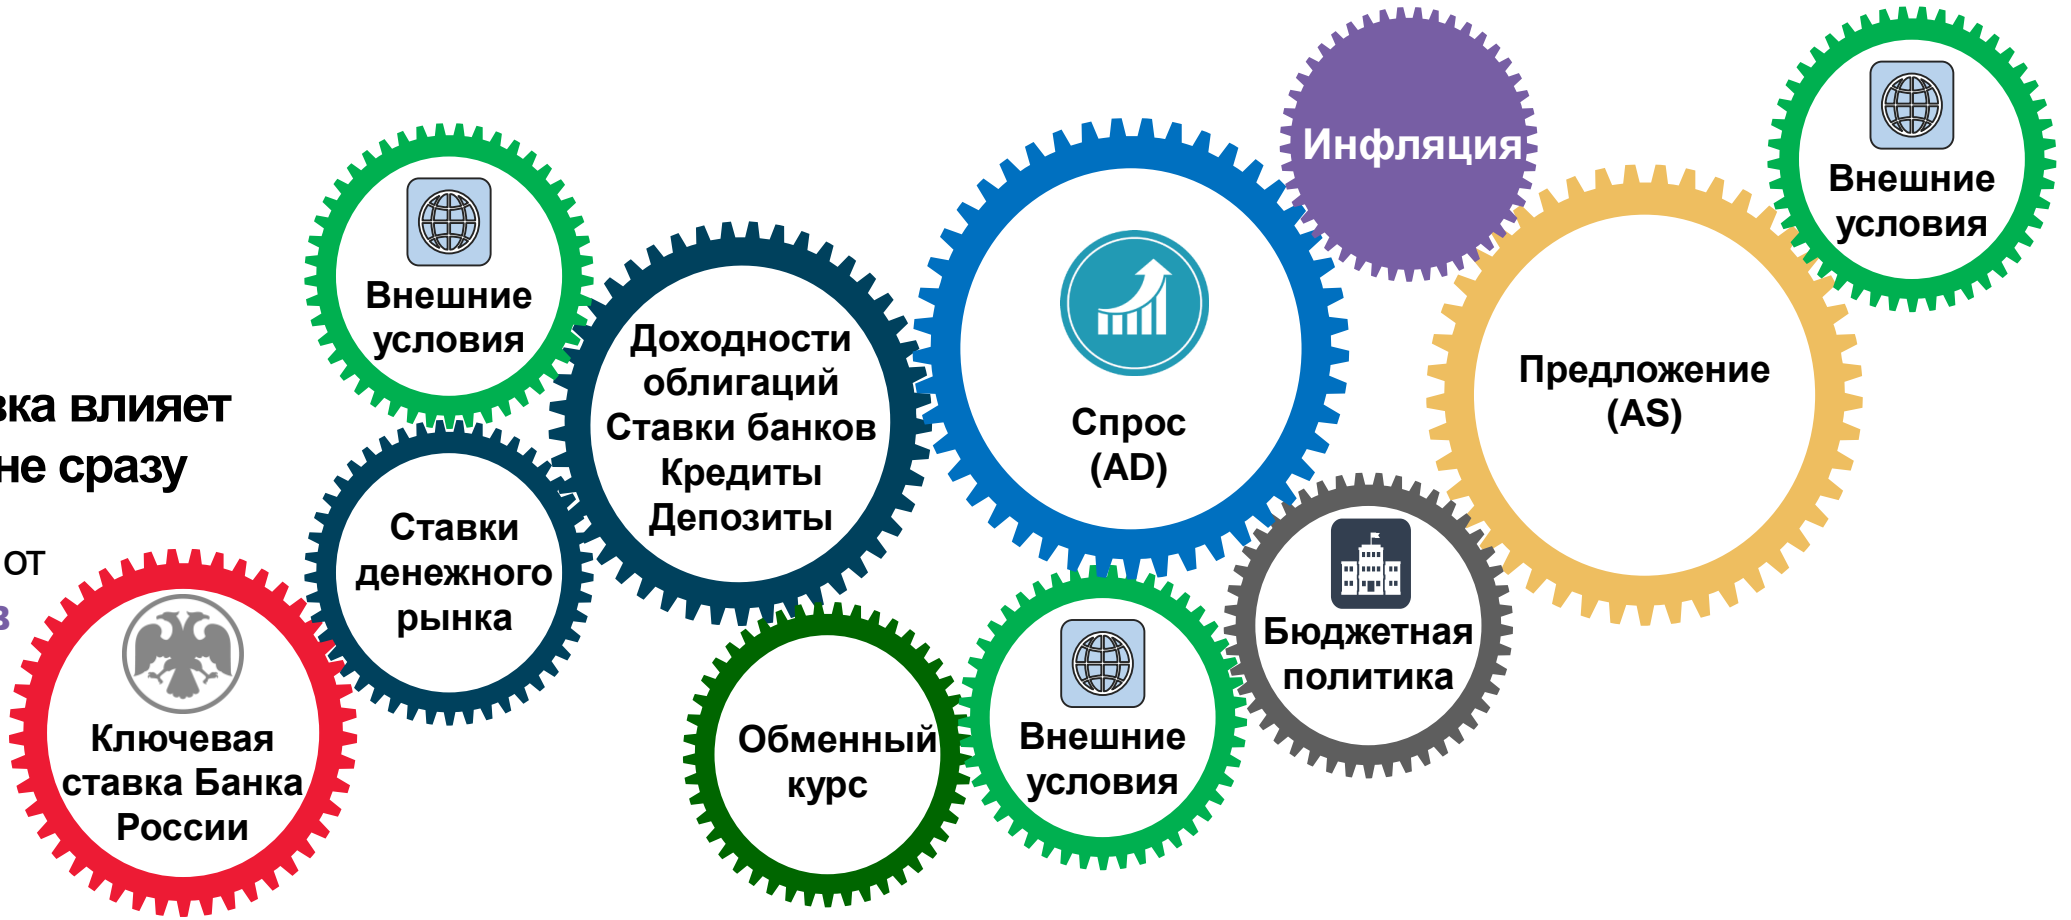 влияет
не сразу
от
Ключевая
ставка Банка
России
Внешние
условия
Ставки
денежного
рынка
Доходности
облигаций
Ставки банков
Кредиты
Депозиты
Обменный
курс
Спрос
(AD)
Внешние
условия
Инфляция
Бюджетная
политика
Предложение
(AS)
Внешние
условия